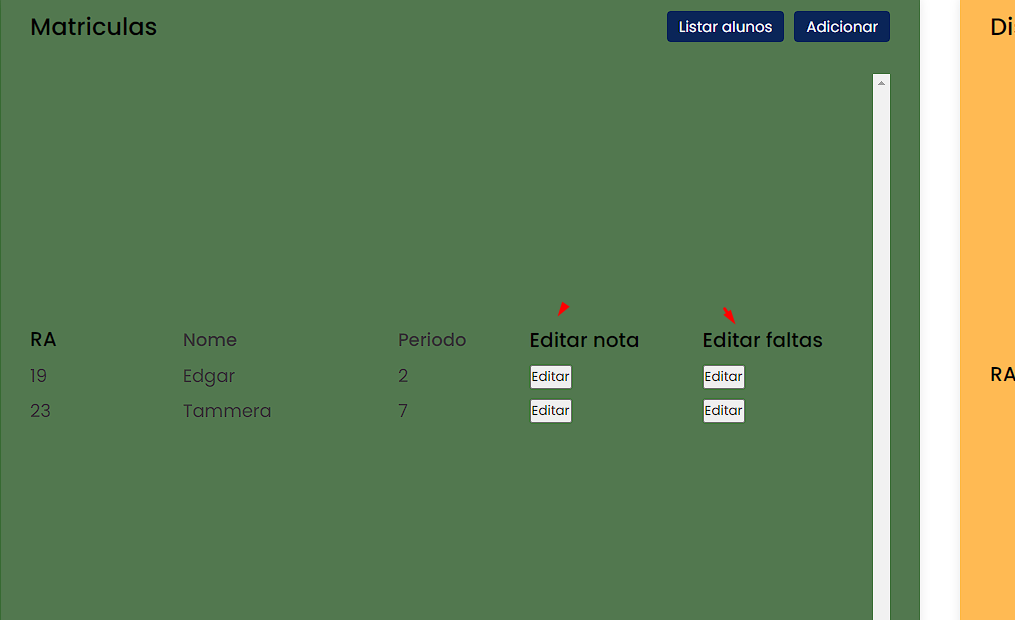 Matriculas Listar alunos Adicionar
RA Nome Periodo Editar nota Editar faltas
19 Edgar 2 Editar Editar
23 Tammera 7 Editar Editar
RA